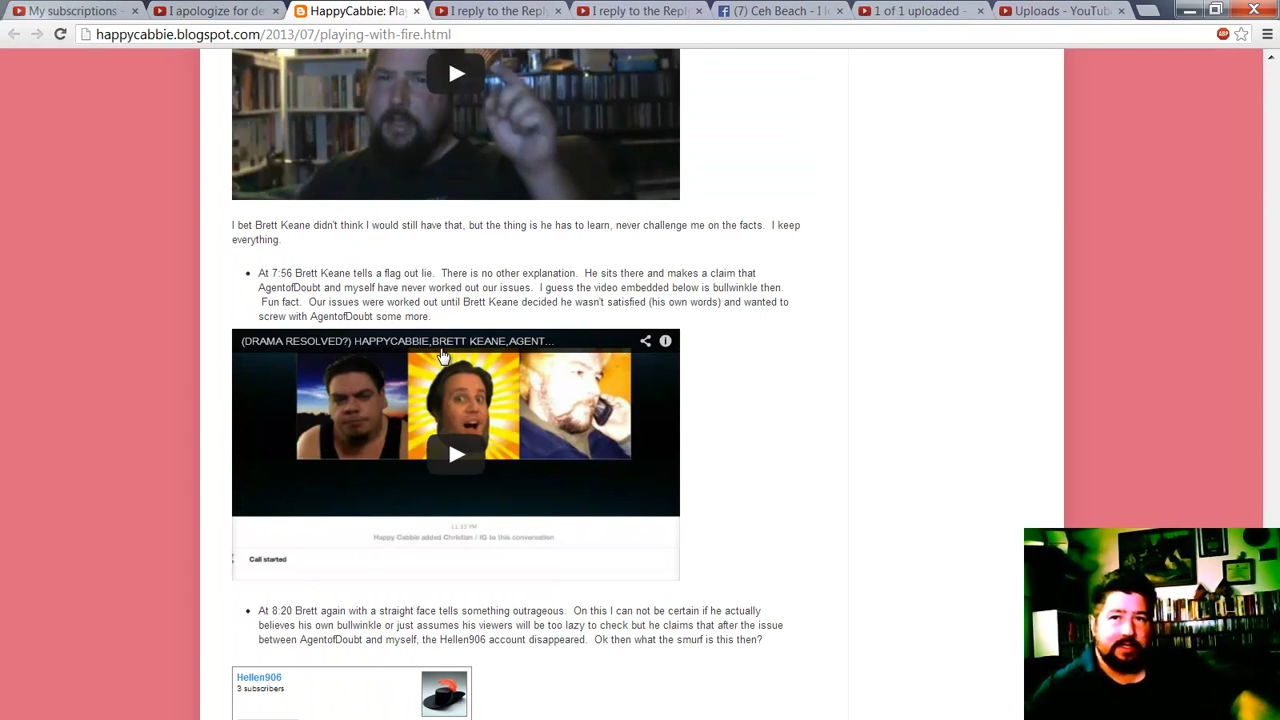 My subscriptions -
I apologize for de
HappyCabbie: Pla
I reply to the Repl
I reply to the Repl
(7) Ceh Beach - I l
1 of 1 uploaded -
Uploads - YouTub
happycabbie.blogspot.com/2013/07/playing-with-fire.html
ABP
I bet Brett Keane didn't think I would still have that, but the thing is he has to learn, never challenge me on the facts. I keep
everything.
At 7:56 Brett Keane tells a flag out lie. There is no other explanation. He sits there and makes a claim that
AgentofDoubt and myself have never worked out our issues. I guess the video embedded below is bullwinkle then.
Fun fact. Our issues were worked out until Brett Keane decided he wasn't satisfied (his own words) and wanted to
screw with AgentofDoubt some more.
(DRAMA RESOLVED?) HAPPYCABBIE,BRETT KEANE,AGENT...
11:33 PM
Happy Cabbie added Christian / IG to this conversation
Call started
At 8:20 Brett again with a straight face tells something outrageous. On this I can not be certain if he actually
believes his own bullwinkle or just assumes his viewers will be too lazy to check but he claims that after the issue
between AgentofDoubt and myself, the Hellen906 account disappeared. Ok then what the smurf is this then?
Hellen906
3 subscribers